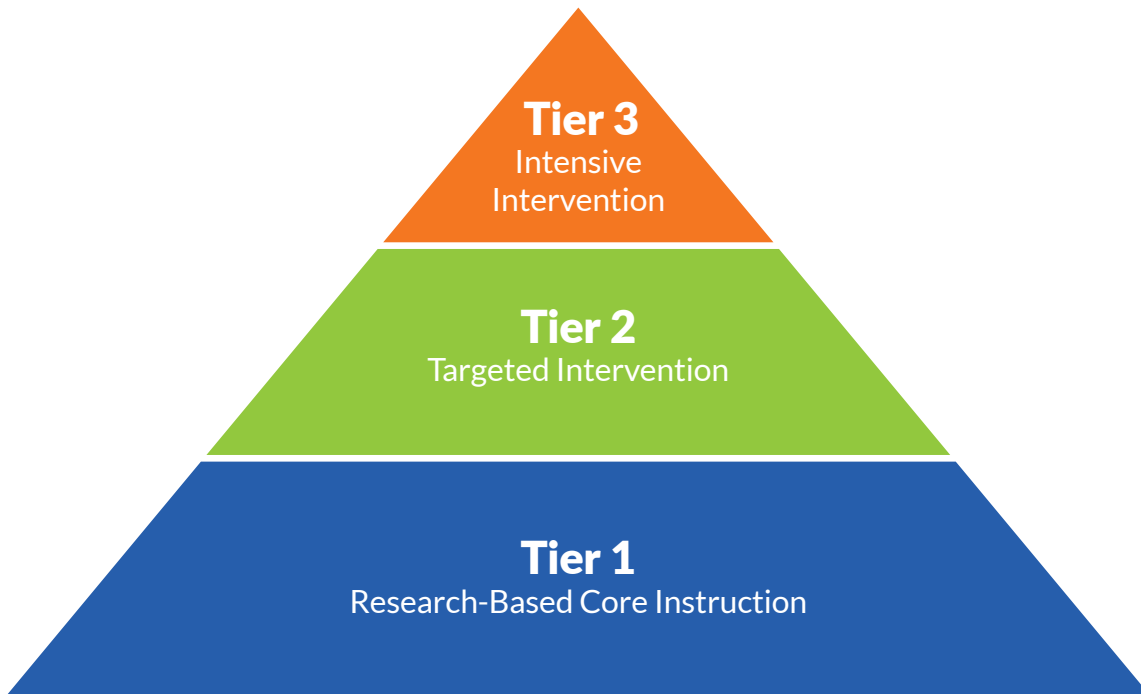 Tier 3
Intensive
Intervention
Tier 2
Targeted Intervention
Tier 1
Research-Based Core Instruction